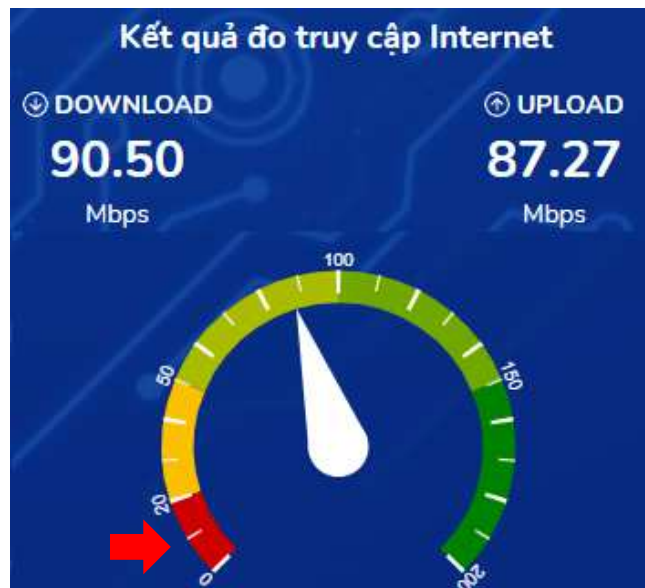 Kết quả đo truy cập Internet
DOWNLOAD
90.50
Mbps
UPLOAD
87.27
Mbps
0
20
50
100
150
200